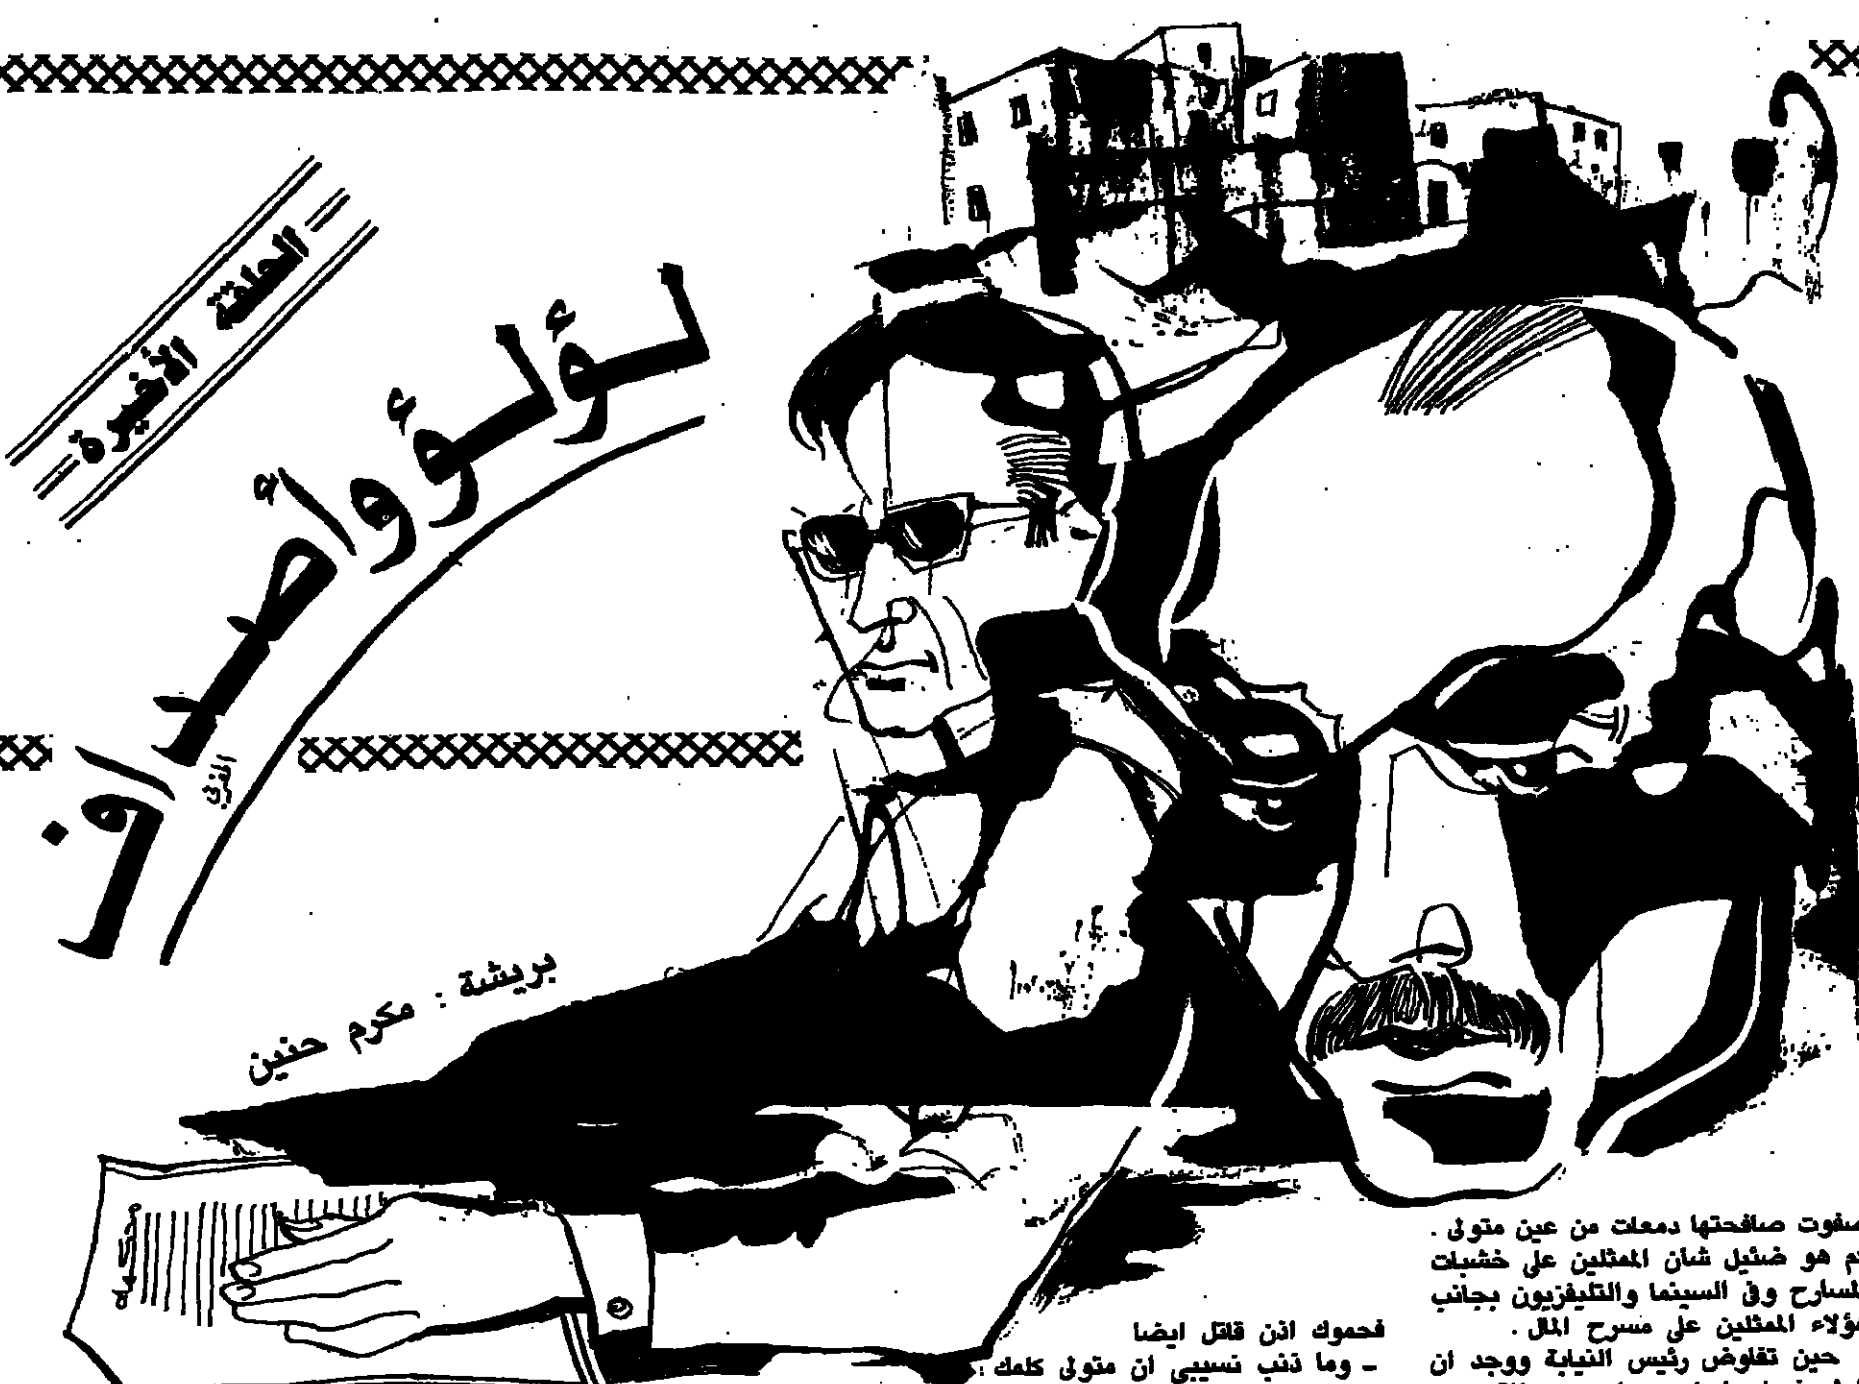 الحلقة الأخيرة
لؤلؤ وأصداف
بريشة : مكرم حنين
محكمة
صفوت صافحتها دمعات من عين متولى .
هو ضئيل شأن الممثلين على خشبات
المسارح وفى السينما والتليفزيون بجانب
هؤلاء الممثلين على مسرح المال .
حين تفاوض رئيس النيابة ووجد ان
فحموك اذن قاتل ايضا
ـ وما ذنب نسيبى ان متولى كلمك :